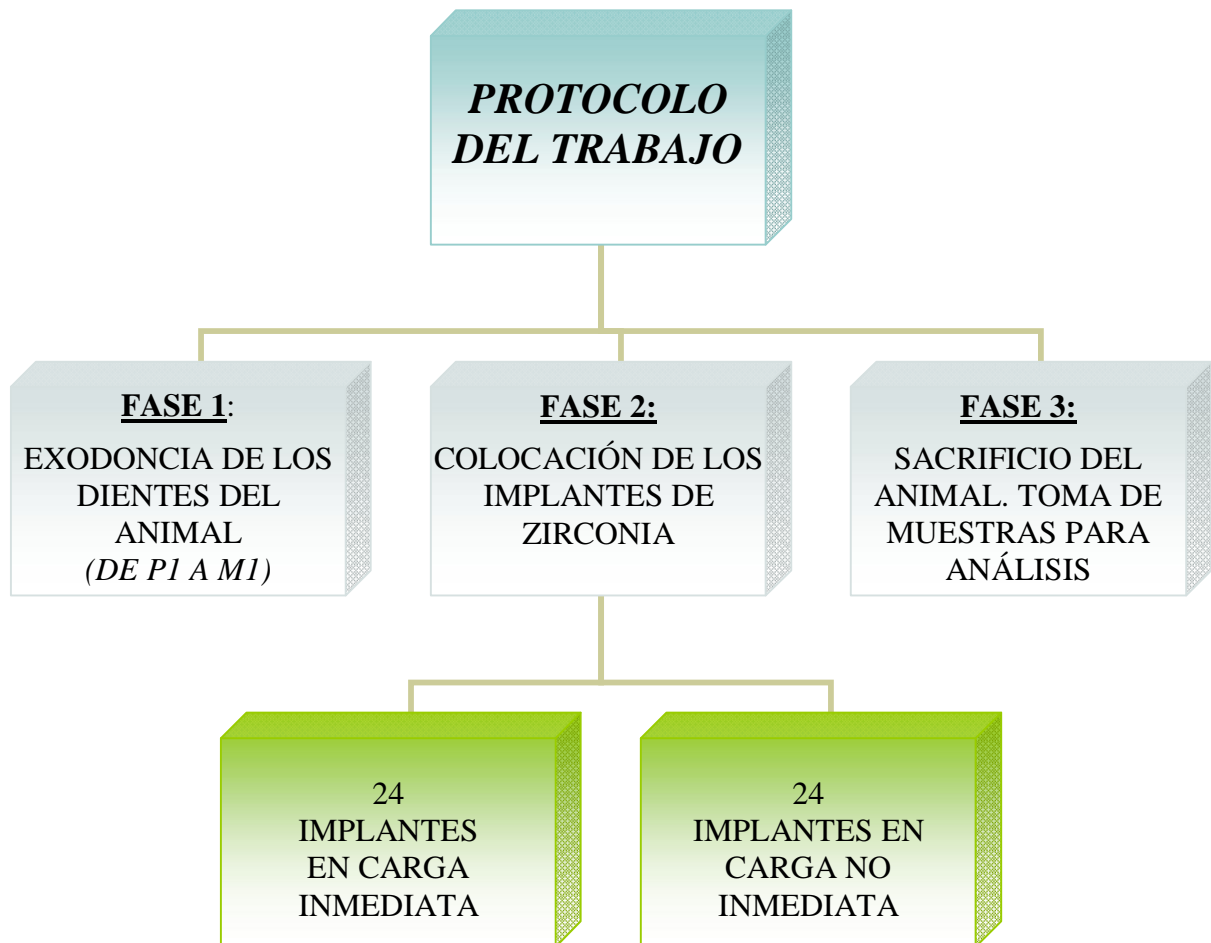 PROTOCOLO
DEL TRABAJO
FASE 1:
EXODONCIA DE LOS
DIENTES DEL
ANIMAL
(DE P1 A M1)
FASE 2:
COLOCACIÓN DE LOS
IMPLANTES DE
ZIRCONIA
FASE 3:
SACRIFICIO DEL
ANIMAL. TOMA DE
MUESTRAS PARA
ANÁLISIS
24
IMPLANTES
EN CARGA
INMEDIATA
24
IMPLANTES EN
CARGA NO
INMEDIATA